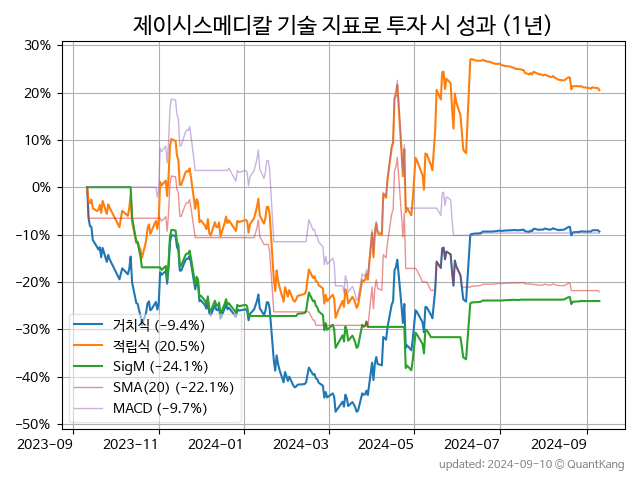 제이시스메디칼 기술 지표로 투자 시 성과 (1년)
30%
20%
10%
0%
−10%
−20%
−30%
−40%
−50%
거치식 (−9.4%)
적립식 (20.5%)
SigM (−24.1%)
SMA(20) (−22.1%)
MACD (−9.7%)
2023-09 2023-11 2024-01 2024-03 2024-05 2024-07 2024-09
updated: 2024-09-10 © QuantKang